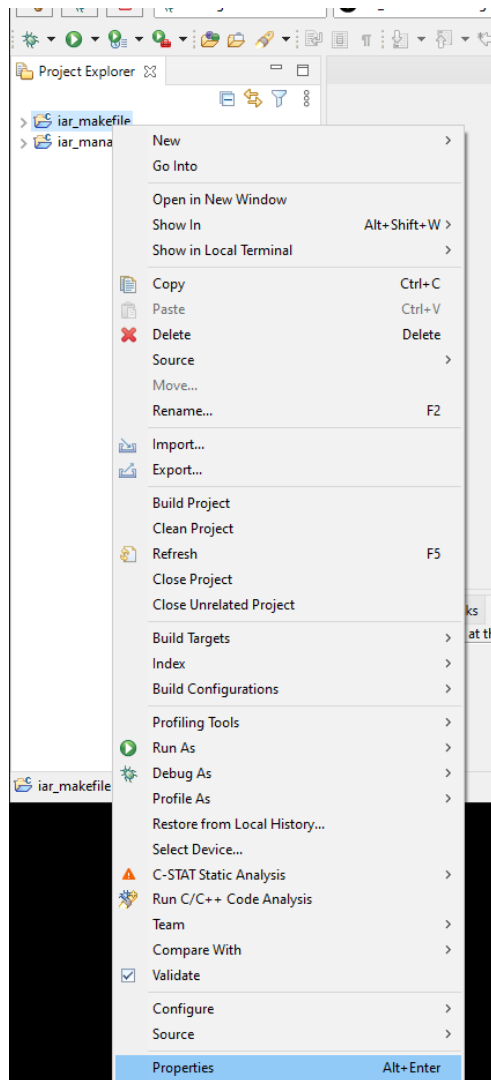 Project Explorer
iar_makefile
iar_mana
New
Go Into
Open in New Window
Show In Alt+Shift+W >
Show in Local Terminal
Copy Ctrl+C
Paste Ctrl+V
Delete Delete
Source
Move...
Rename... F2
Import...
Export...
Build Project
Clean Project
Refresh F5
Close Project
Close Unrelated Project
ks
Build Targets
at th
Index
Build Configurations
Profiling Tools
Run As
Debug As
iar_makefile
Profile As
Restore from Local History...
Select Device...
C-STAT Static Analysis
Run C/C++ Code Analysis
Team
Compare With
Validate
Configure
Source
Properties Alt+Enter